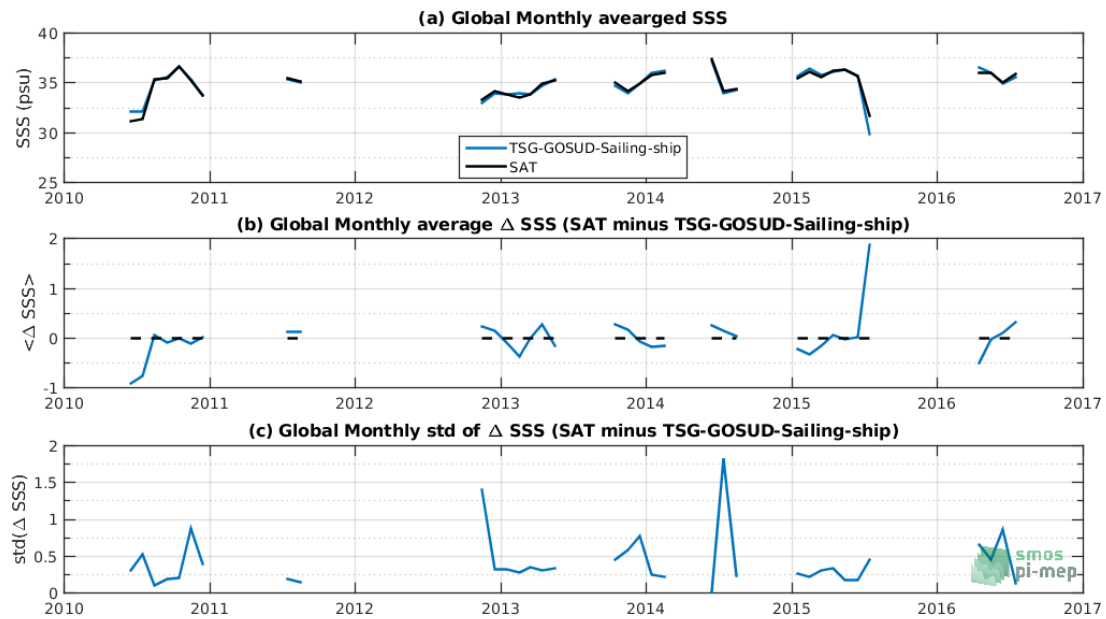 (a) Global Monthly avearged SSS
40
35
30
25
SSS (psu)
TSG-GOSUD-Sailing-ship
SAT
2010 2011 2012 2013 2014 2015 2016 2017
(b) Global Monthly average Δ SSS (SAT minus TSG-GOSUD-Sailing-ship)
2
1
0
-1
<Δ SSS>
2010 2011 2012 2013 2014 2015 2016 2017
(c) Global Monthly std of Δ SSS (SAT minus TSG-GOSUD-Sailing-ship)
2
1.5
1
0.5
0
std(Δ SSS)
smos
pi-mep
2010 2011 2012 2013 2014 2015 2016 2017